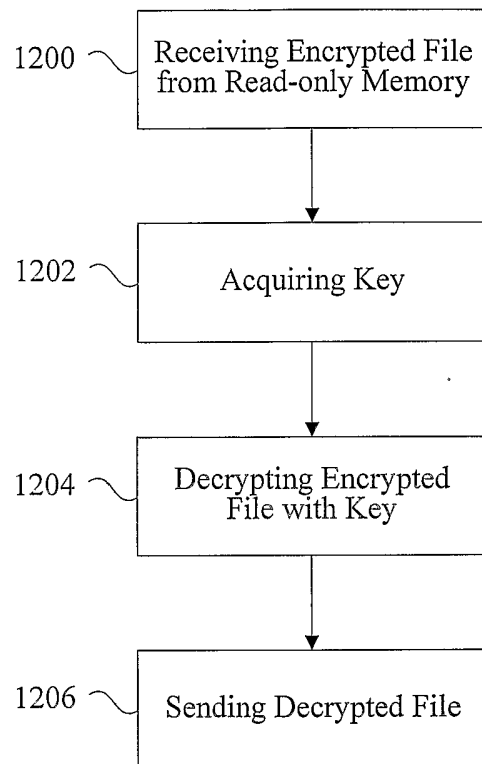 1200
Receiving Encrypted File
from Read-only Memory
1202
Acquiring Key
1204
Decrypting Encrypted
File with Key
1206
Sending Decrypted File